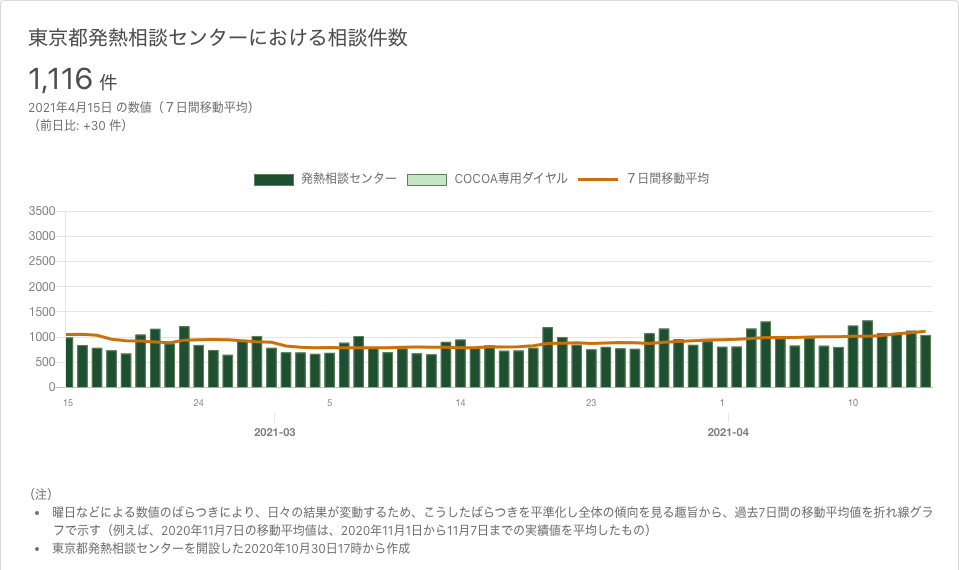 東京都発熱相談センターにおける相談件数
1,116 件
2021年4月15日 の数値（７日間移動平均）
（前日比: +30 件）
発熱相談センター COCOA専用ダイヤル ７日間移動平均
3500
3000
2500
2000
1500
1000
500
0
15 24 5 14 23 1 10
2021-03 2021-04
（注）
• 曜日などによる数値のばらつきにより、日々の結果が変動するため、こうしたばらつきを平準化し全体の傾向を見る趣旨から、過去7日間の移動平均値を折れ線グラ
フで示す（例えば、2020年11月7日の移動平均値は、2020年11月1日から11月7日までの実績値を平均したもの）
• 東京都発熱相談センターを開設した2020年10月30日17時から作成